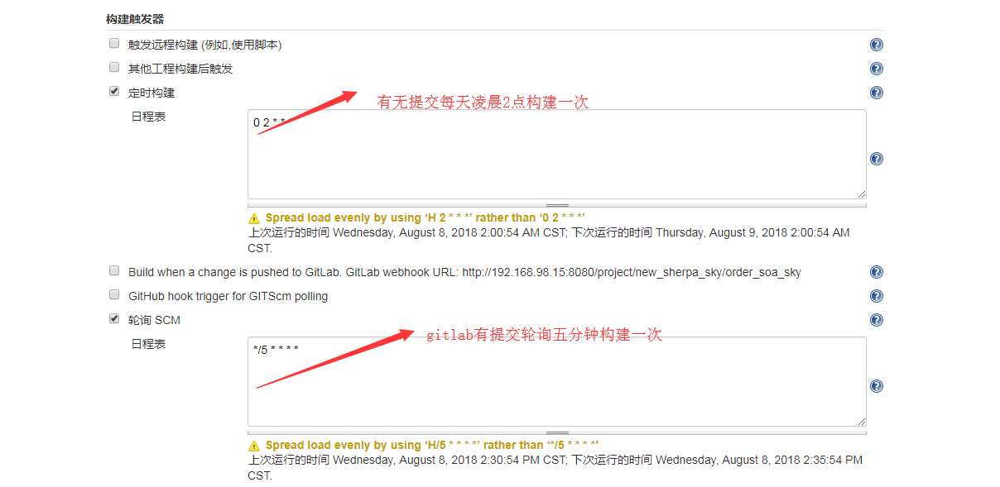 构建触发器
触发远程构建 (例如,使用脚本)
其他工程构建后触发
定时构建
有无提交每天凌晨2点构建一次
日程表
0 2 * * *
Spread load evenly by using ‘H 2 * * *’ rather than ‘0 2 * * *’
上次运行的时间 Wednesday, August 8, 2018 2:00:54 AM CST; 下次运行的时间 Thursday, August 9, 2018 2:00:54 AM
CST.
Build when a change is pushed to GitLab. GitLab webhook URL: http://192.168.98.15:8080/project/new_sherpa_sky/order_soa_sky
GitHub hook trigger for GITScm polling
轮询 SCM
gitlab有提交轮询五分钟构建一次
日程表
*/5 * * * *
Spread load evenly by using ‘H/5 * * * *’ rather than ‘*/5 * * * *’
上次运行的时间 Wednesday, August 8, 2018 2:30:54 PM CST; 下次运行的时间 Wednesday, August 8, 2018 2:35:54 PM
CST.